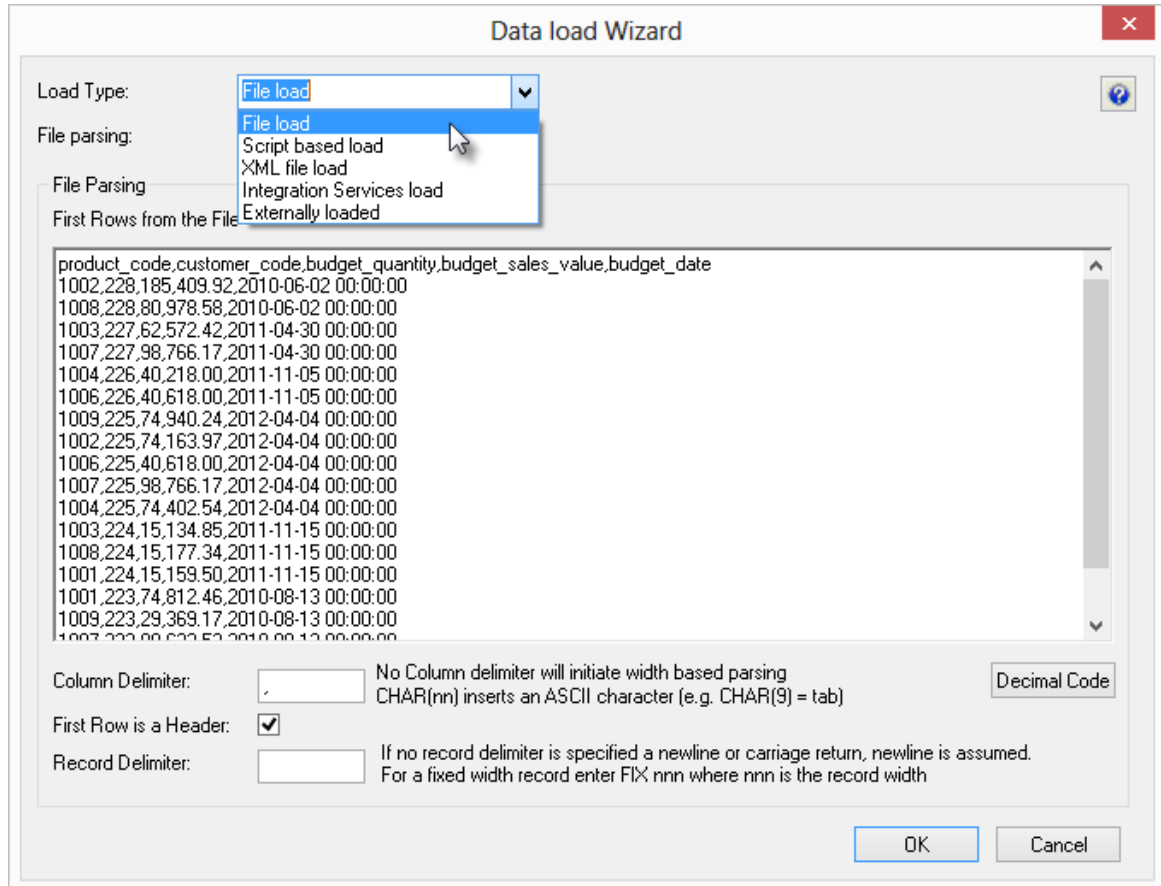 Data load Wizard
Load Type:
File load
File parsing:
File load
Script based load
XML file load
Integration Services load
Externally loaded
File Parsing
First Rows from the File
product_code,customer_code,budget_quantity,budget_sales_value,budget_date
1002,228,185,409.92,2010-06-02 00:00:00
1008,228,80,978.58,2010-06-02 00:00:00
1003,227,62,572.42,2011-04-30 00:00:00
1007,227,98,766.17,2011-04-30 00:00:00
1004,226,40,218.00,2011-11-05 00:00:00
1006,226,40,618.00,2011-11-05 00:00:00
1009,225,74,940.24,2012-04-04 00:00:00
1002,225,74,163.97,2012-04-04 00:00:00
1006,225,40,618.00,2012-04-04 00:00:00
1007,225,98,766.17,2012-04-04 00:00:00
1004,225,74,402.54,2012-04-04 00:00:00
1003,224,15,134.85,2011-11-15 00:00:00
1008,224,15,177.34,2011-11-15 00:00:00
1001,224,15,159.50,2011-11-15 00:00:00
1001,223,74,812.46,2010-08-13 00:00:00
1009,223,29,369.17,2010-08-13 00:00:00
Column Delimiter:
,
No Column delimiter will initiate width based parsing
CHAR(nn) inserts an ASCII character (e.g. CHAR(9) = tab)
Decimal Code
First Row is a Header:
Record Delimiter:
If no record delimiter is specified a newline or carriage return, newline is assumed.
For a fixed width record enter FIX nnn where nnn is the record width
OK
Cancel